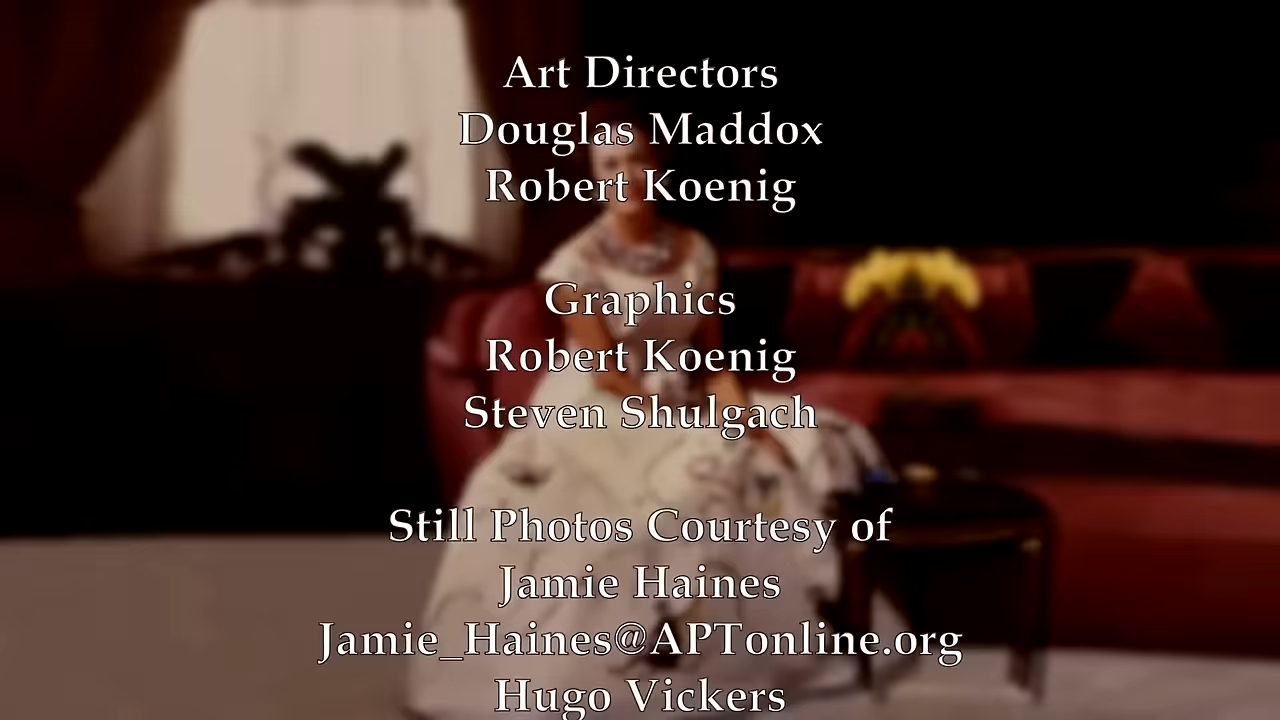 Art Directors
Douglas Maddox
Robert Koenig
Graphics
Robert Koenig
Steven Shulgach
Still Photos Courtesy of
Jamie Haines
Jamie_Haines@APTonline.org
Hugo Vickers